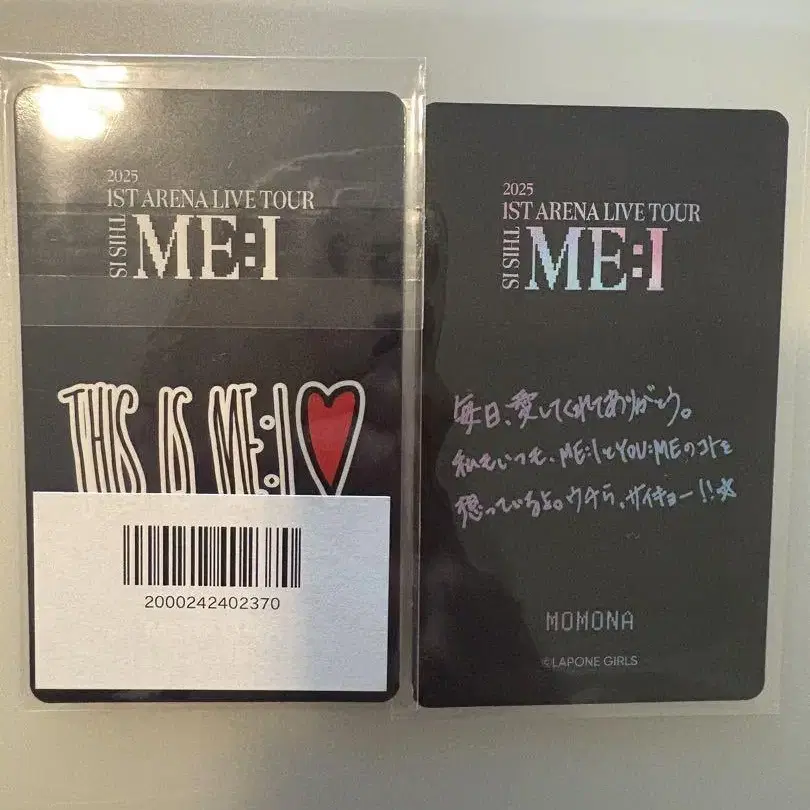 2025
1ST ARENA LIVE TOUR
THIS IS
ME:I
THIS IS ME:I
2000242402370
2025
1ST ARENA LIVE TOUR
THIS IS
ME:I
毎日、愛してくれてありがとう。
私もいつも、ME:IとYOU:MEのコトを
想っているよ。ウチら、サイキョー!!☆
MOMONA
©LAPONE GIRLS